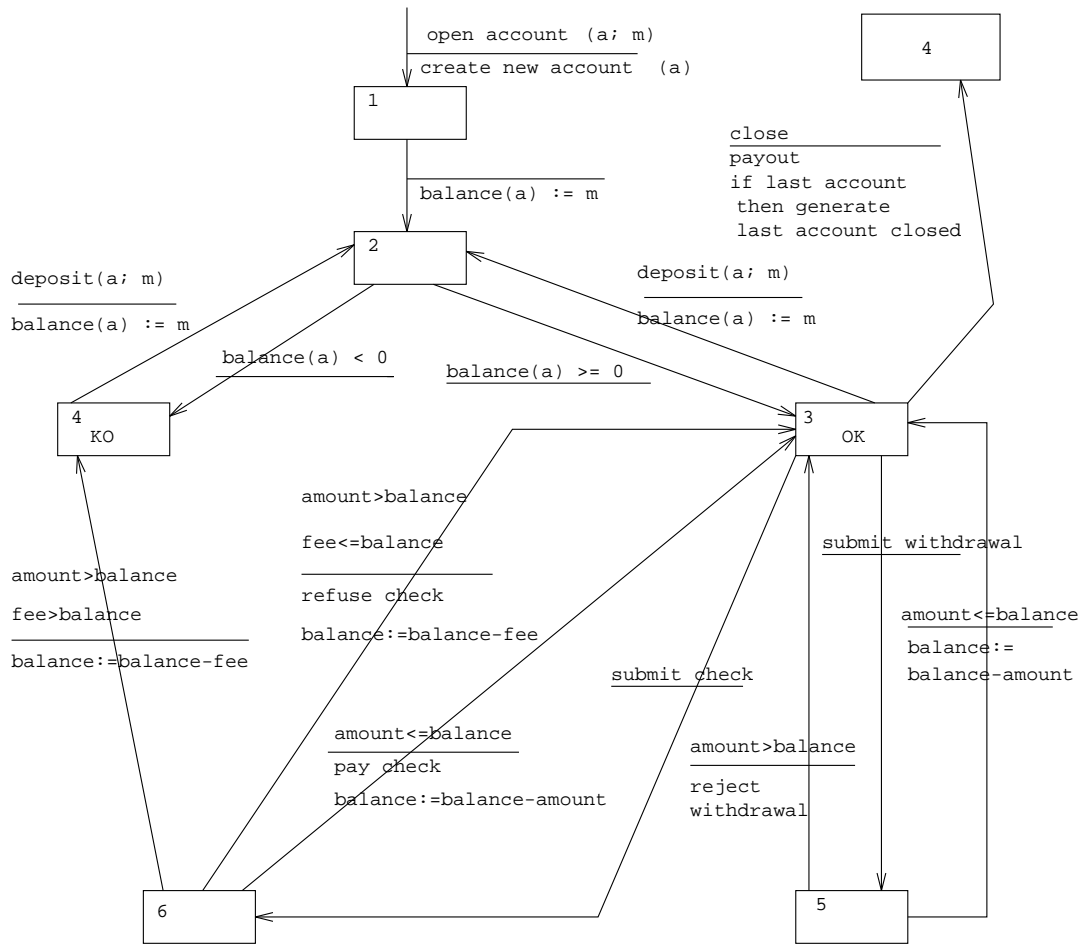 open account (a; m)
create new account (a)
1
4
balance(a) := m
close
payout
if last account
then generate
last account closed
2
deposit(a; m)
balance(a) := m
deposit(a; m)
balance(a) := m
balance(a) < 0
balance(a) >= 0
4
KO
3
OK
amount>balance
fee<=balance
refuse check
balance:=balance-fee
amount>balance
fee>balance
balance:=balance-fee
submit withdrawal
amount<=balance
balance:=
balance-amount
submit check
amount<=balance
pay check
balance:=balance-amount
amount>balance
reject
withdrawal
6
5